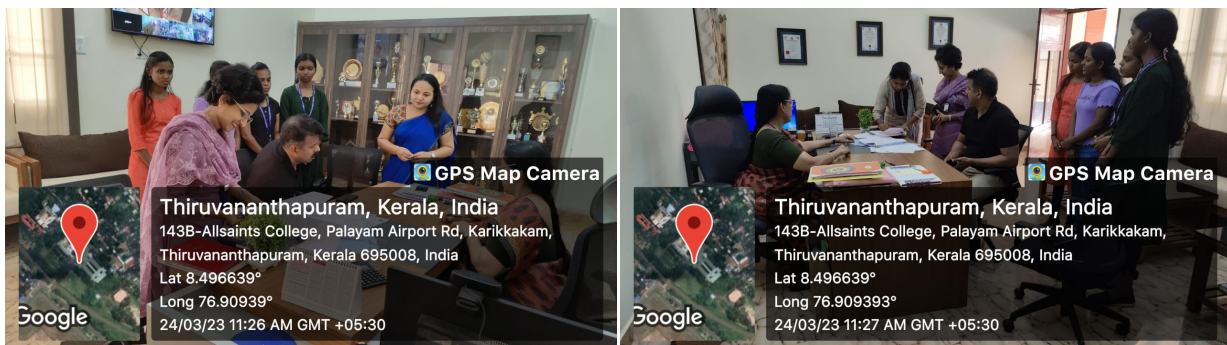 GPS Map Camera
Thiruvananthapuram, Kerala, India
143B-Allsaints College, Palayam Airport Rd, Karikkakam,
Thiruvananthapuram, Kerala 695008, India
Lat 8.496639°
Long 76.90939°
24/03/23 11:26 AM GMT +05:30
Google
GPS Map Camera
Thiruvananthapuram, Kerala, India
143B-Allsaints College, Palayam Airport Rd, Karikkakam,
Thiruvananthapuram, Kerala 695008, India
Lat 8.496639°
Long 76.909393°
24/03/23 11:27 AM GMT +05:30
Google